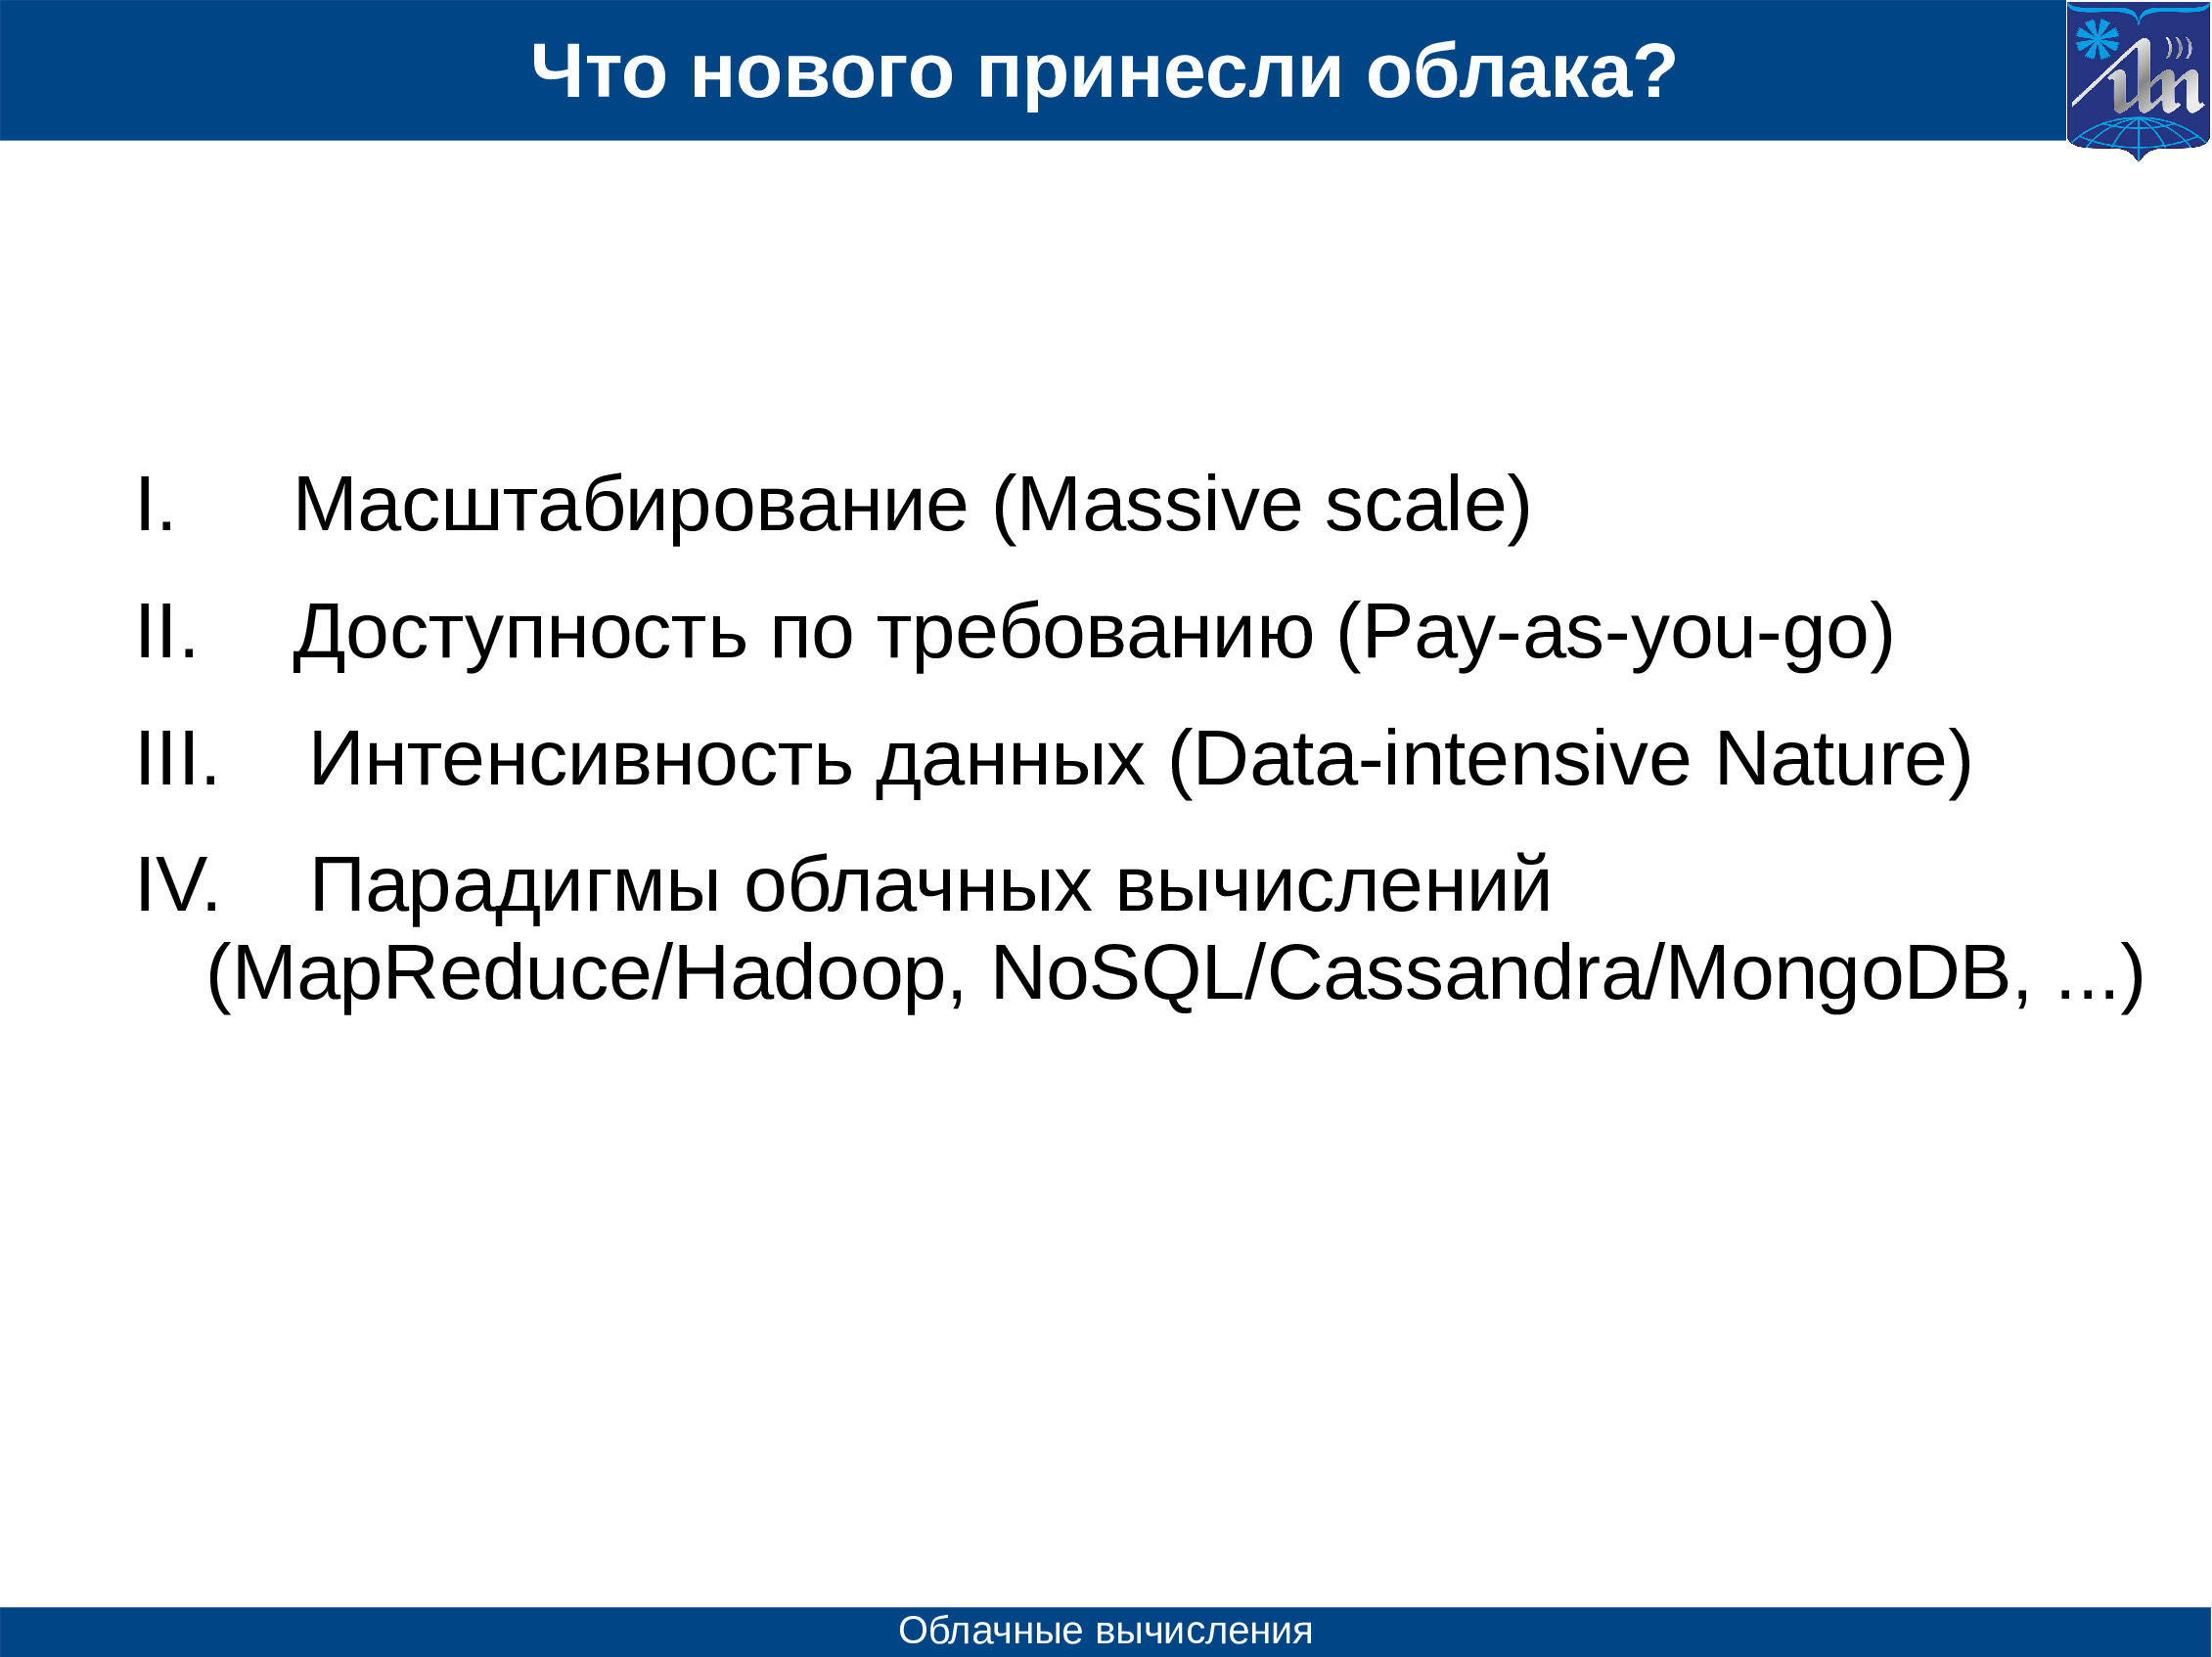 Что нового принесли облака?
I. Масштабирование (Massive scale)
II. Доступность по требованию (Pay-as-you-go)
III. Интенсивность данных (Data-intensive Nature)
IV. Парадигмы облачных вычислений
(MapReduce/Hadoop, NoSQL/Cassandra/MongoDB, ...)
Облачные вычисления